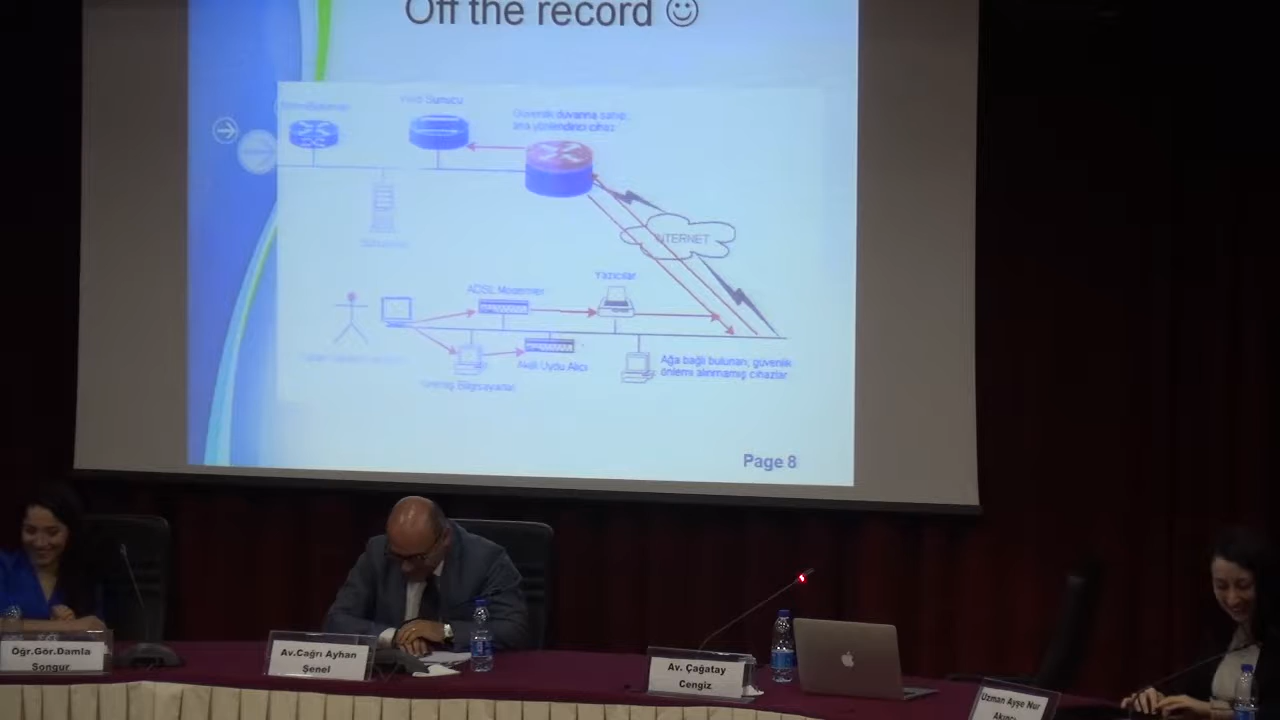 Off the record ☺
Web Sunucu
Güvenlik duvarına sahip,
ana yönlendirici cihaz
INTERNET
Yazıcılar
ADSL Modemler
Akıllı Uydu Alıcı
Ağa bağlı bulunan, güvenlik
önlemi alınmamış cihazlar
Bilgisayarlar
Page 8
Öğr.Gör.Damla
Songur
Av.Cağrı Ayhan
Şenel
Av. Çağatay
Cengiz
Uzman Ayşe Nur